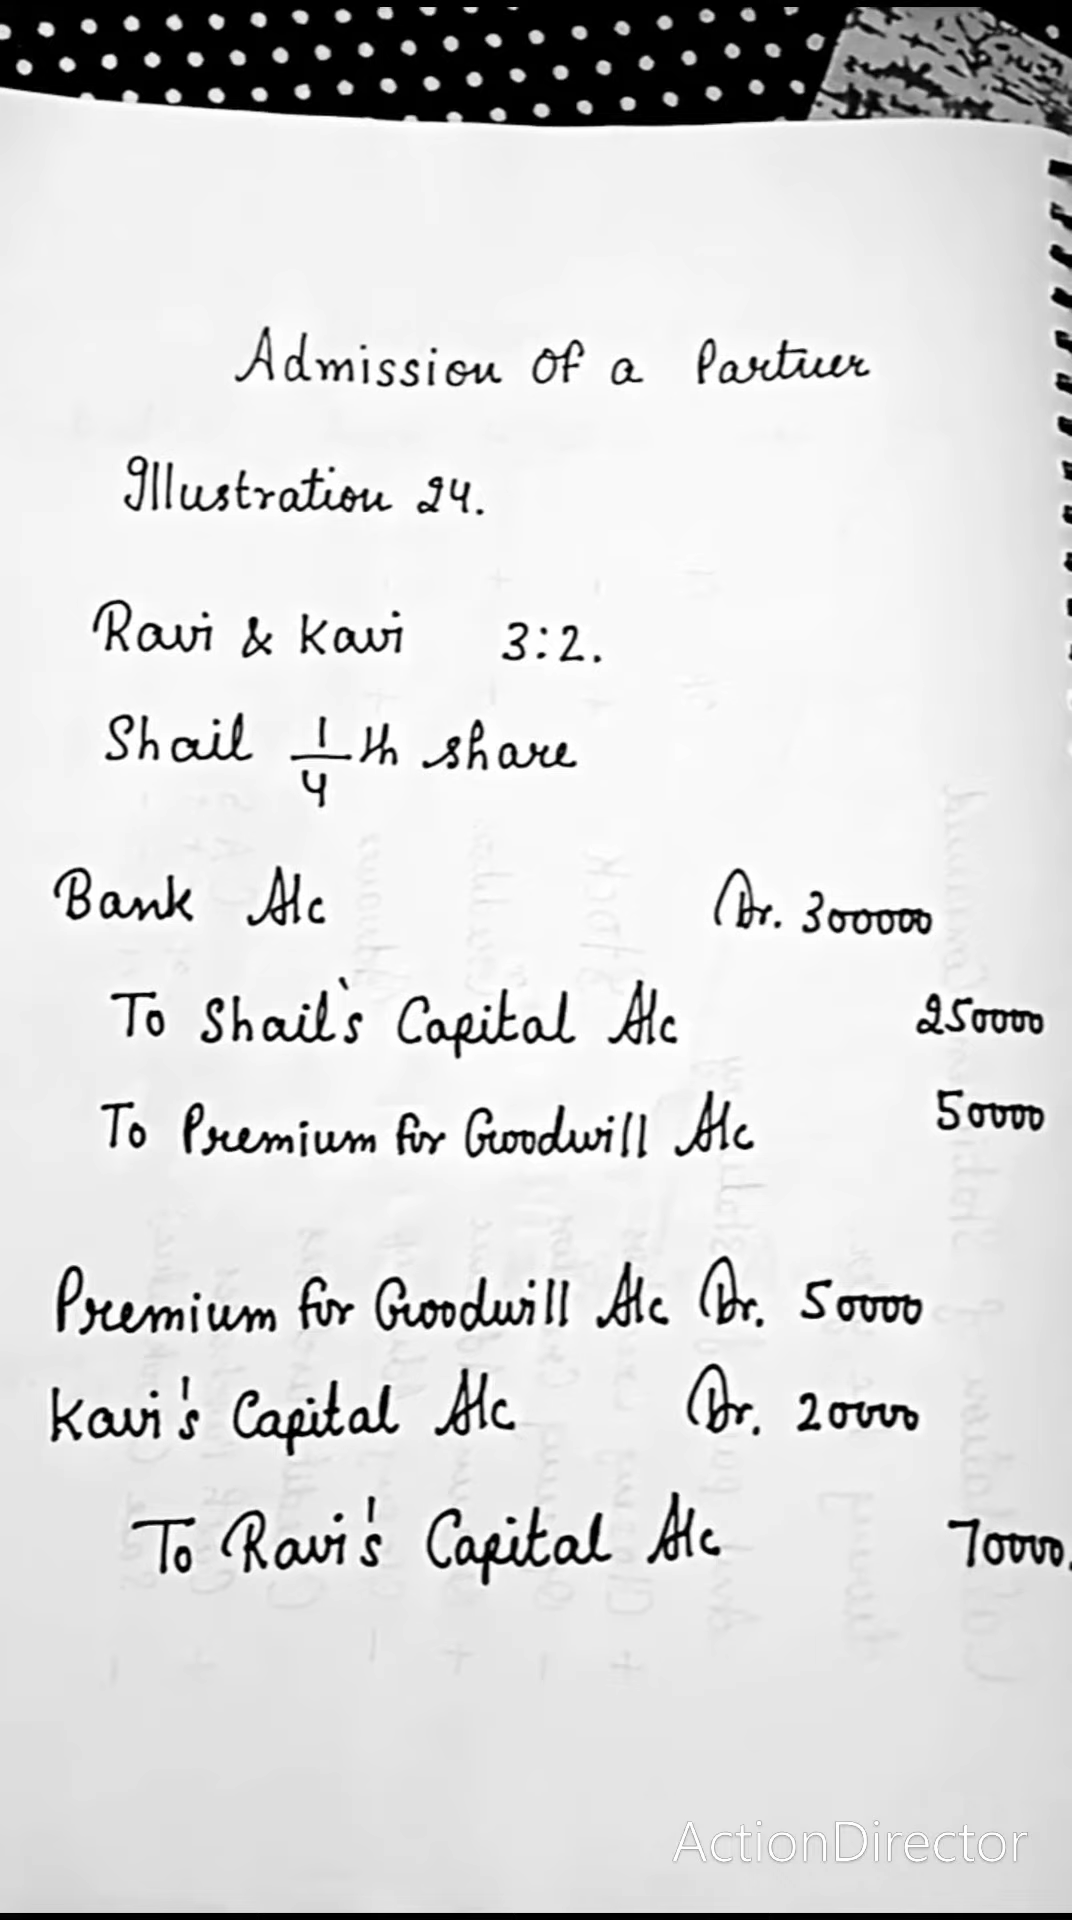 Admission of a Partner
Illustration 24.
Ravi & Kavi 3:2.
Shail 1/4 th share
Bank A/c Dr. 300000
To Shail's Capital A/c 250000
To Premium for Goodwill A/c 50000
Premium for Goodwill A/c Dr. 50000
Kavi's Capital A/c Dr. 20000
To Ravi's Capital A/c 70000.
ActionDirector